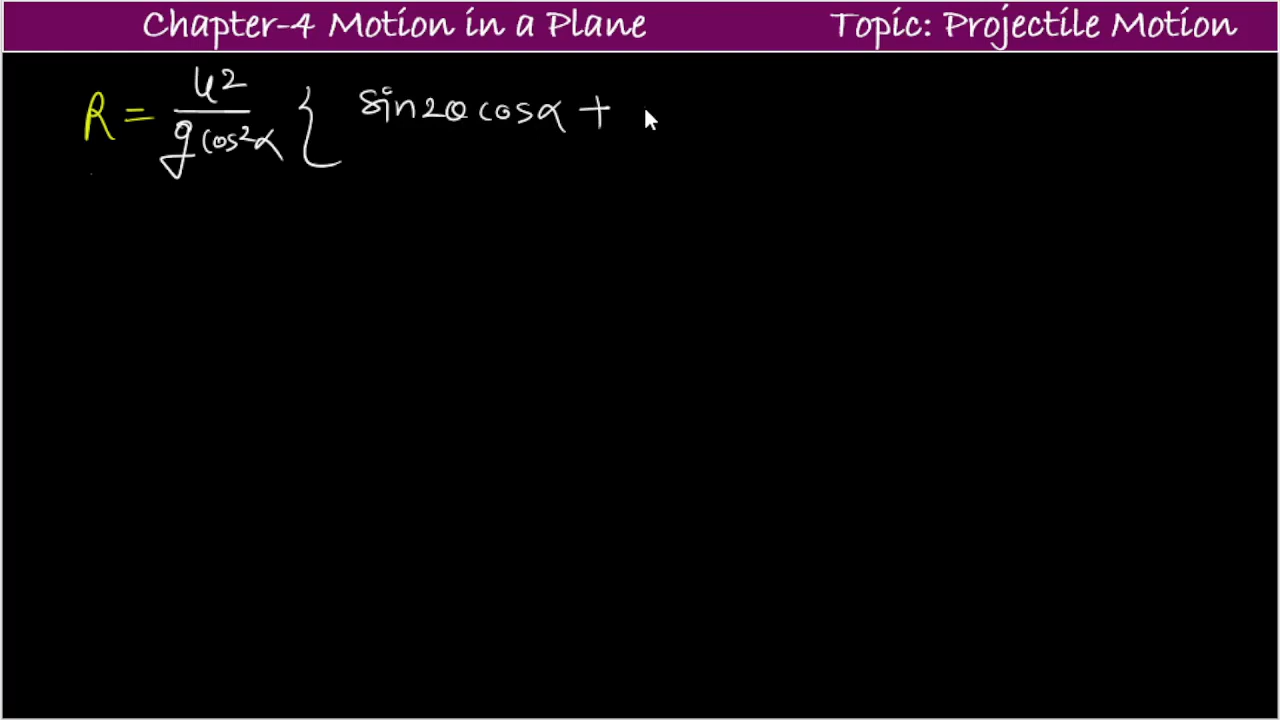 Chapter-4 Motion in a Plane Topic: Projectile Motion
R = u²/(g cos²α) { sin2θ cosα +